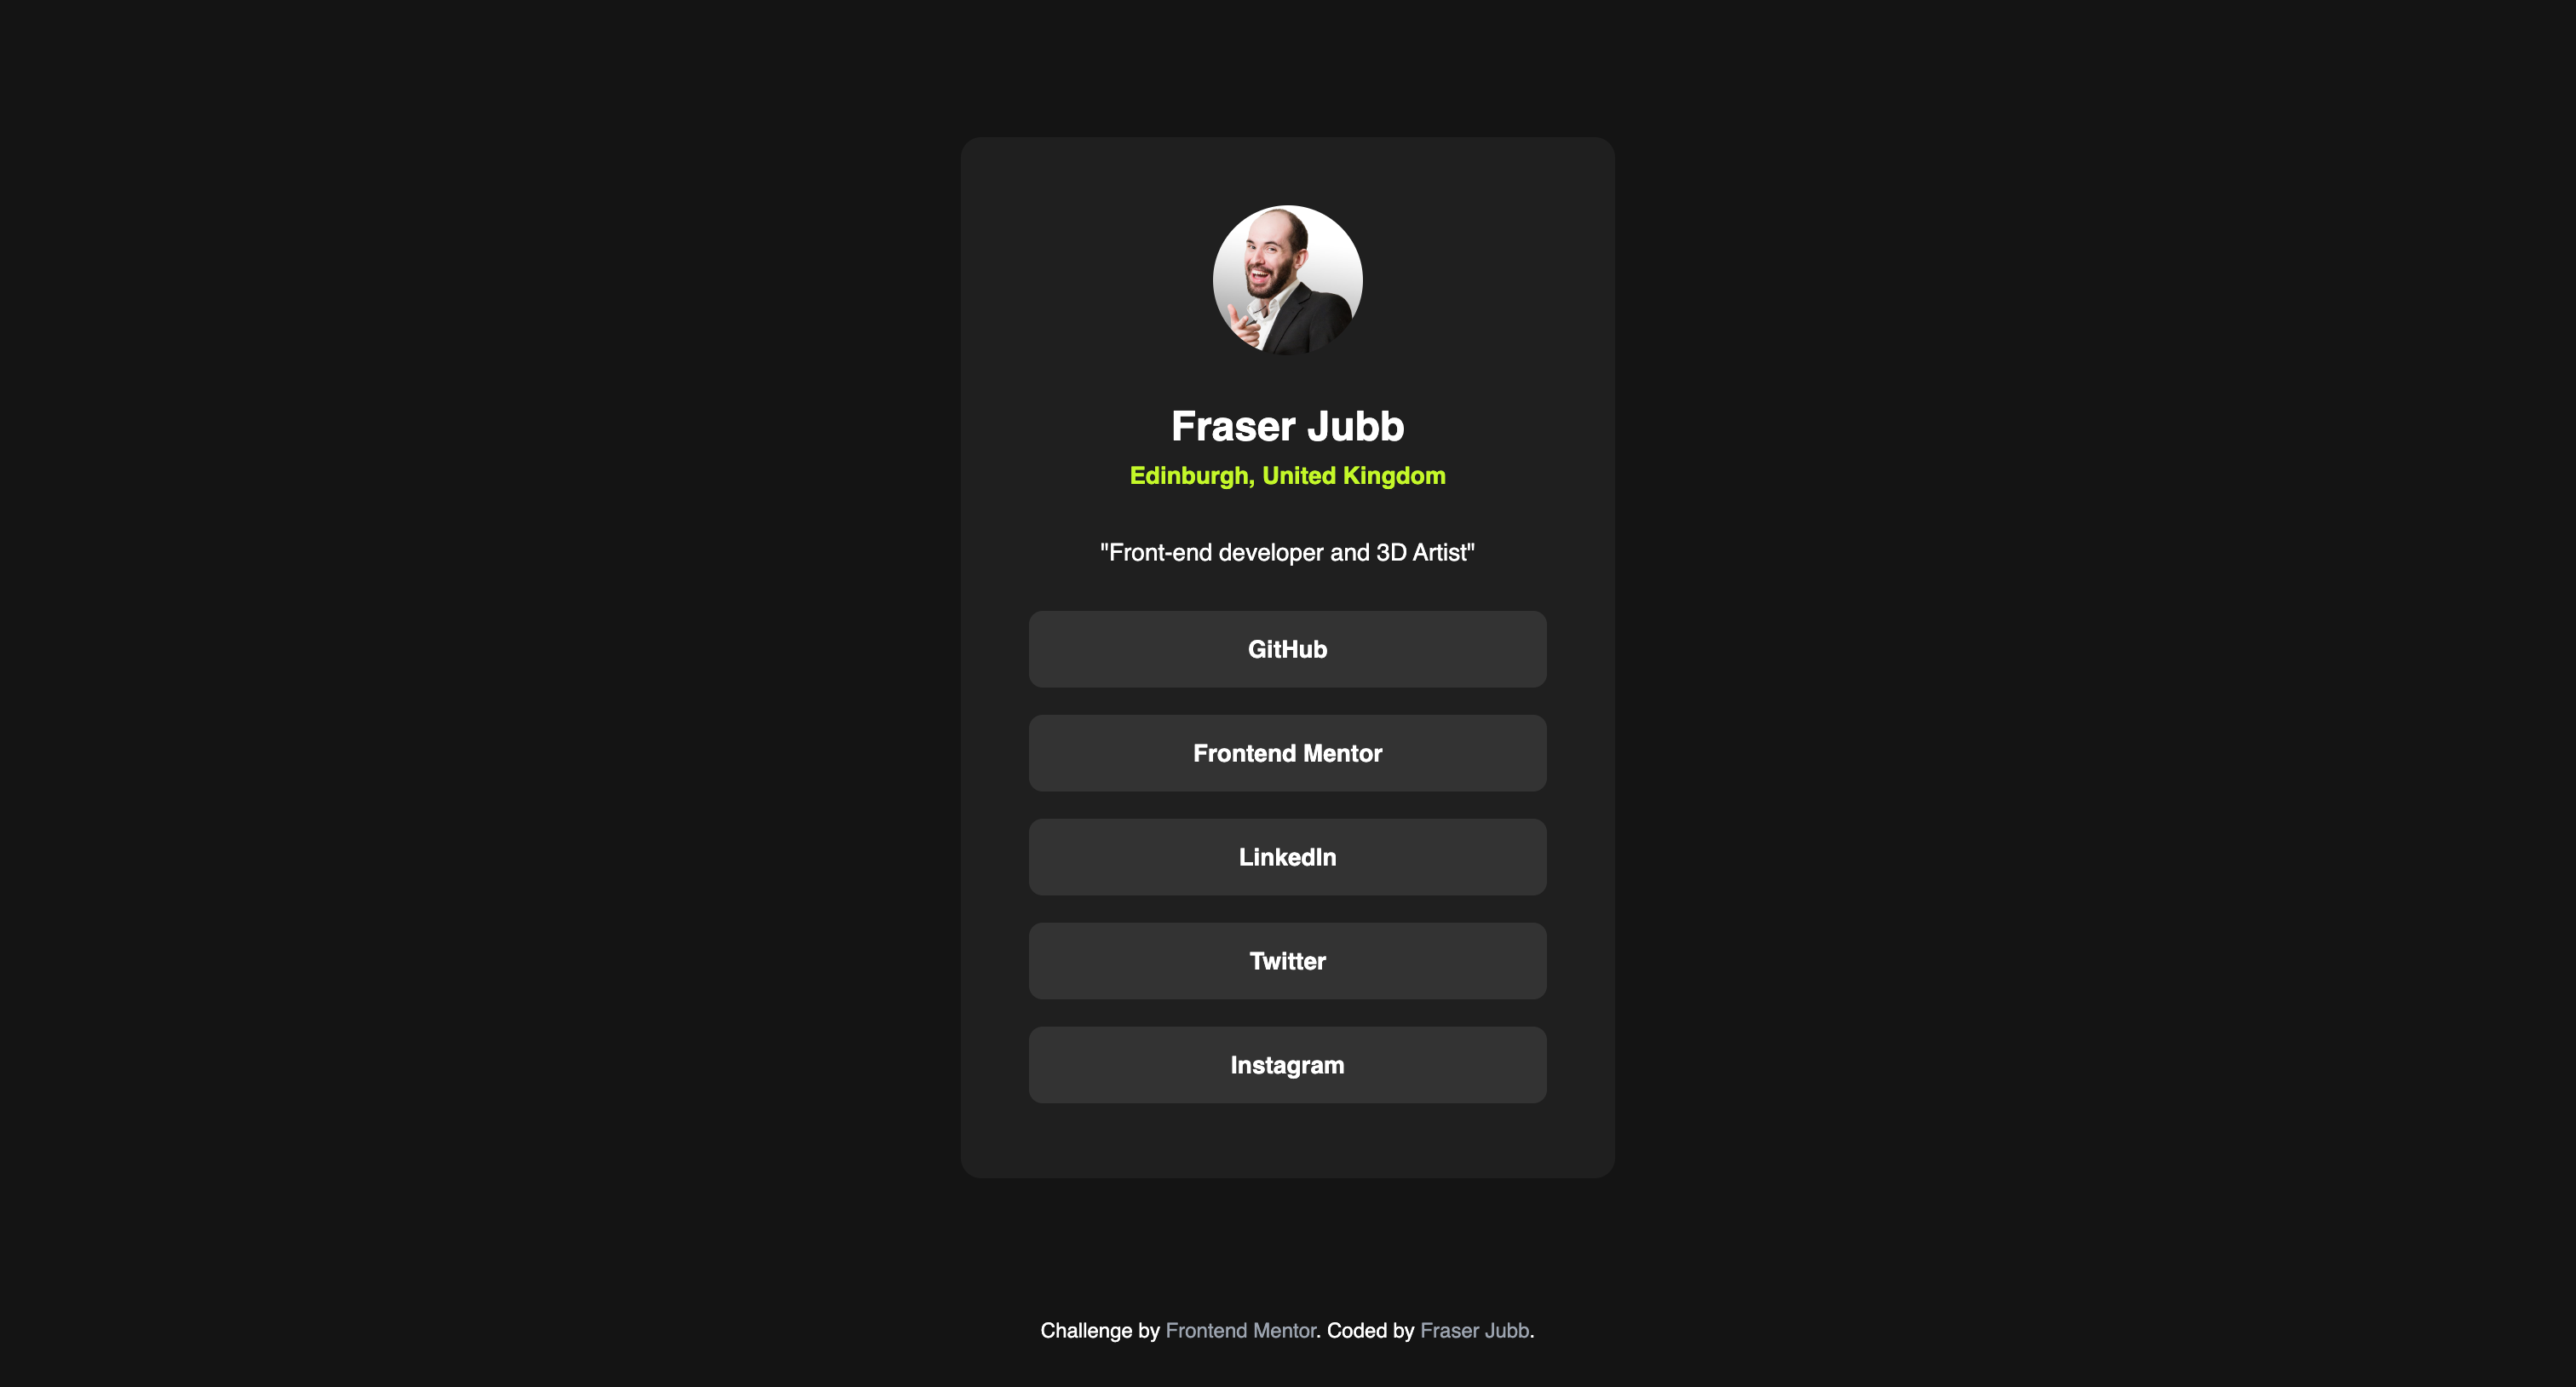 Fraser Jubb
Edinburgh, United Kingdom
"Front-end developer and 3D Artist"
GitHub
Frontend Mentor
LinkedIn
Twitter
Instagram
Challenge by Frontend Mentor. Coded by Fraser Jubb.